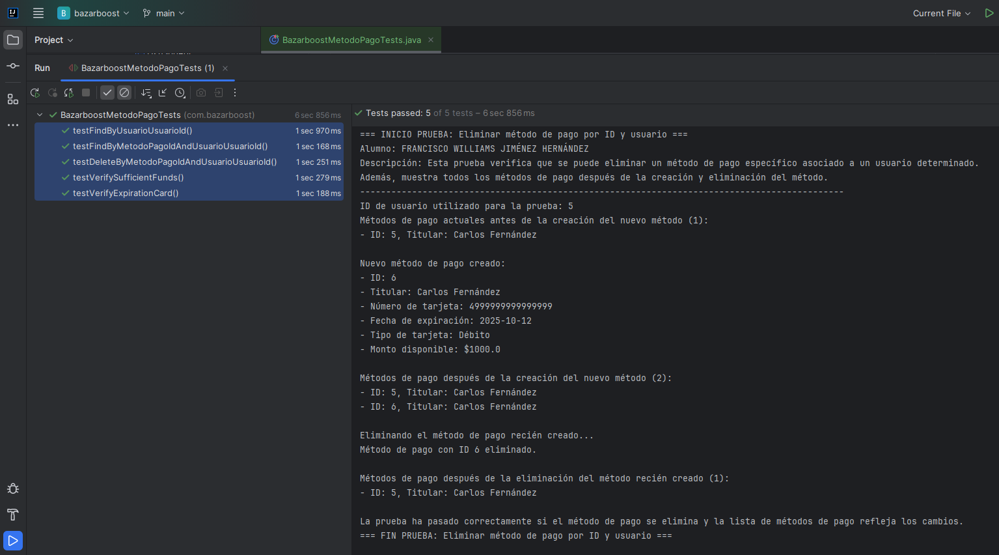 B bazarboost main Current File
Project
BazarboostMetodoPagoTests.java
Run BazarboostMetodoPagoTests (1)
BazarboostMetodoPagoTests (com.bazarboost) 6 sec 856 ms
testFindByUsuarioUsuarioId() 1 sec 970 ms
testFindByMetodoPagoIdAndUsuarioUsuarioId() 1 sec 168 ms
testDeleteByMetodoPagoIdAndUsuarioUsuarioId() 1 sec 251 ms
testVerifySufficientFunds() 1 sec 279 ms
testVerifyExpirationCard() 1 sec 188 ms
Tests passed: 5 of 5 tests – 6 sec 856 ms
=== INICIO PRUEBA: Eliminar método de pago por ID y usuario ===
Alumno: FRANCISCO WILLIAMS JIMÉNEZ HERNÁNDEZ
Descripción: Esta prueba verifica que se puede eliminar un método de pago específico asociado a un usuario determinado.
Además, muestra todos los métodos de pago después de la creación y eliminación del método.
---------------------------------------------------------------------------------------------
ID de usuario utilizado para la prueba: 5
Métodos de pago actuales antes de la creación del nuevo método (1):
- ID: 5, Titular: Carlos Fernández
Nuevo método de pago creado:
- ID: 6
- Titular: Carlos Fernández
- Número de tarjeta: 4999999999999999
- Fecha de expiración: 2025-10-12
- Tipo de tarjeta: Débito
- Monto disponible: $1000.0
Métodos de pago después de la creación del nuevo método (2):
- ID: 5, Titular: Carlos Fernández
- ID: 6, Titular: Carlos Fernández
Eliminando el método de pago recién creado...
Método de pago con ID 6 eliminado.
Métodos de pago después de la eliminación del método recién creado (1):
- ID: 5, Titular: Carlos Fernández
La prueba ha pasado correctamente si el método de pago se elimina y la lista de métodos de pago refleja los cambios.
=== FIN PRUEBA: Eliminar método de pago por ID y usuario ===